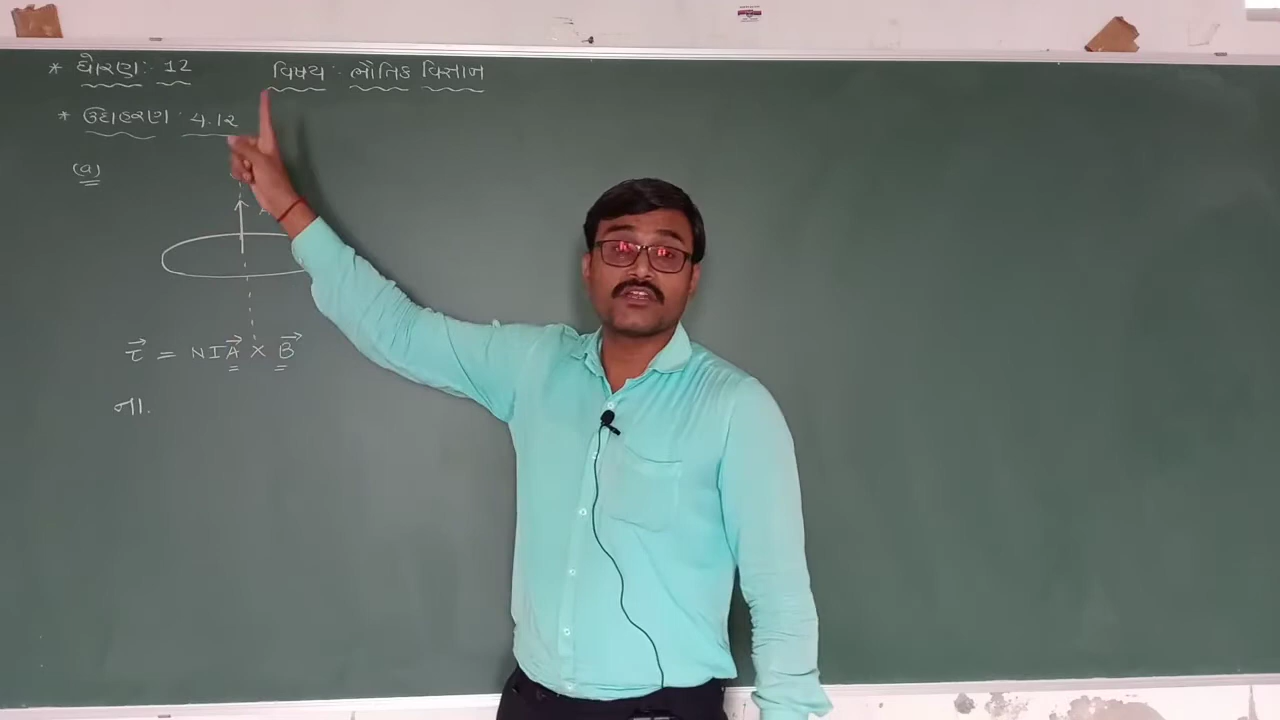 * ધોરણ: 12 વિષય: ભૌતિક વિજ્ઞાન
* ઉદાહરણ: 4.12
(a)
τ⃗ = NIA⃗ × B⃗
ના.